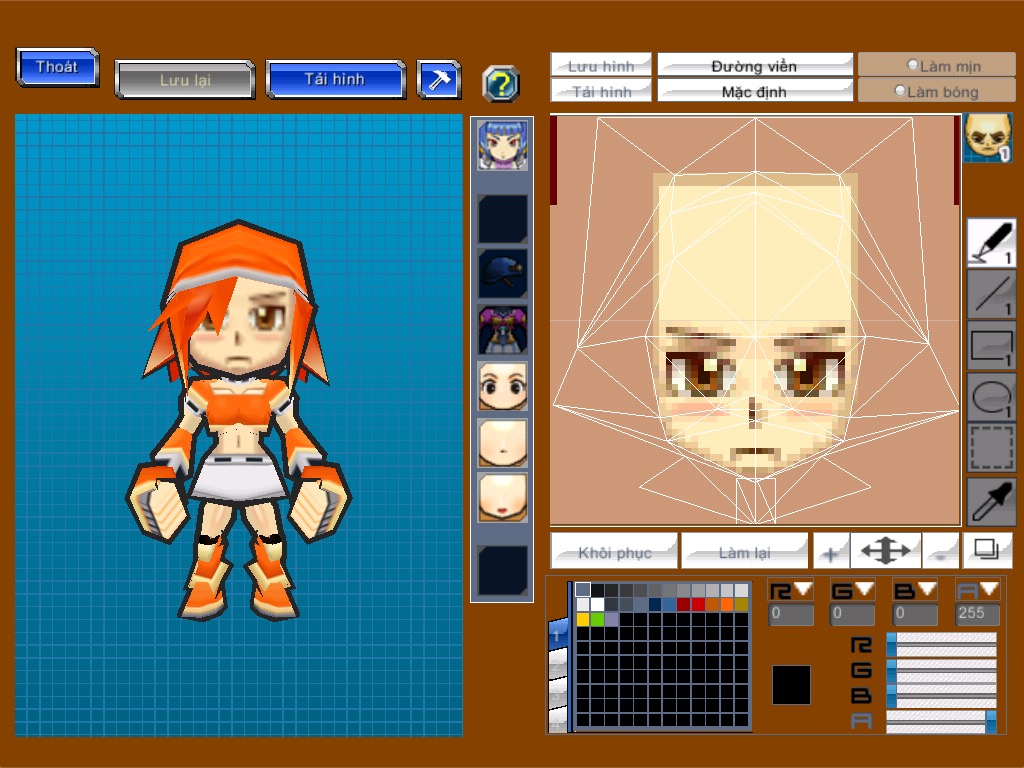 Thoát
Lưu lại
Tải hình
?
Lưu hình
Đường viền
Làm mịn
Tải hình
Mặc định
Làm bóng
1
1
1
1
1
Khôi phục
Làm lại
+
-
R
G
B
A
0
0
0
255
1
R
G
B
A